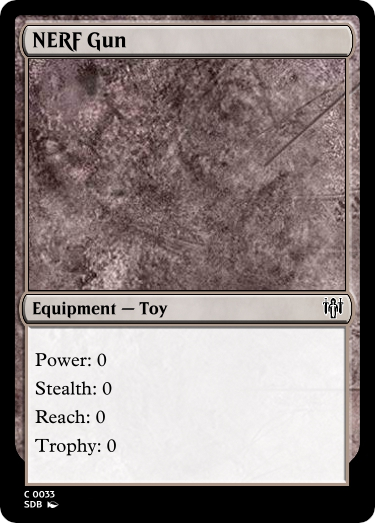 NERF Gun
Equipment — Toy
Power: 0
Stealth: 0
Reach: 0
Trophy: 0
C 0033
SDB